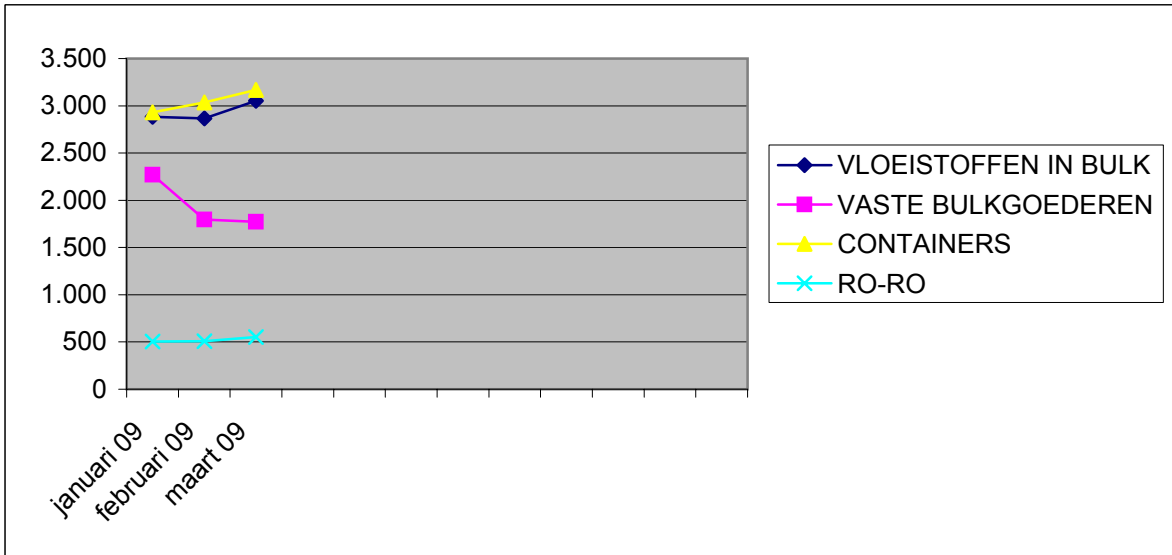 3.500
3.000
2.500
2.000
1.500
1.000
500
0
januari 09
februari 09
maart 09
VLOEISTOFFEN IN BULK
VASTE BULKGOEDEREN
CONTAINERS
RO-RO